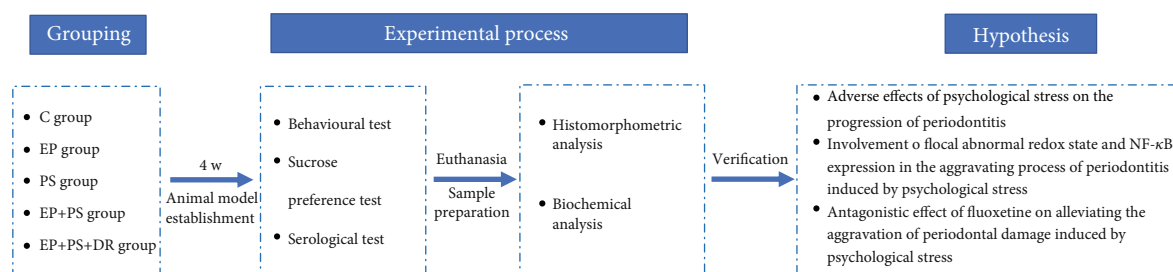 Grouping
Experimental process
Hypothesis
• C group
• EP group
• PS group
• EP+PS group
• EP+PS+DR group
4 w
Animal model
establishment
• Behavioural test
• Sucrose
preference test
• Serological test
Euthanasia
Sample
preparation
• Histomorphometric
analysis
• Biochemical
analysis
Verification
• Adverse effects of psychological stress on the
progression of periodontitis
• Involvement o flocal abnormal redox state and NF-κB
expression in the aggravating process of periodontitis
induced by psychological stress
• Antagonistic effect of fluoxetine on alleviating the
aggravation of periodontal damage induced by
psychological stress